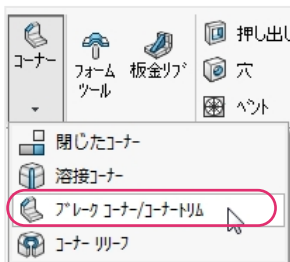 コーナー
フォーム
ツール
板金ﾘﾌﾞ
押し出し
穴
ﾍﾞﾝﾄ
閉じたｺｰﾅｰ
溶接ｺｰﾅｰ
ﾌﾞﾚｰｸ ｺｰﾅｰ/ｺｰﾅｰﾄﾘﾑ
ｺｰﾅｰ ﾘﾘｰﾌ